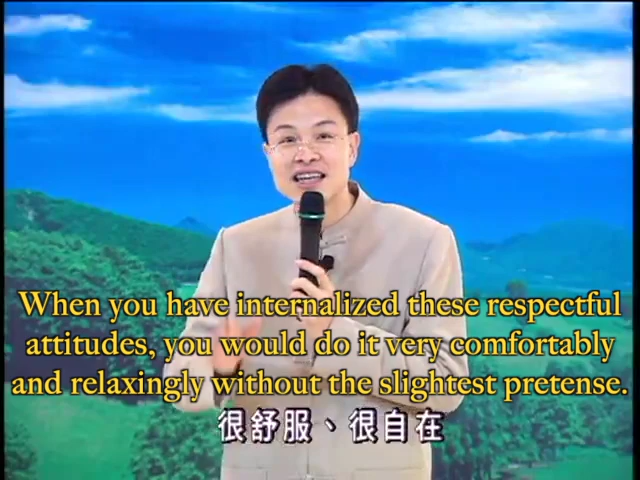 When you have internalized these respectful
attitudes, you would do it very comfortably
and relaxingly without the slightest pretense.
很舒服、很自在